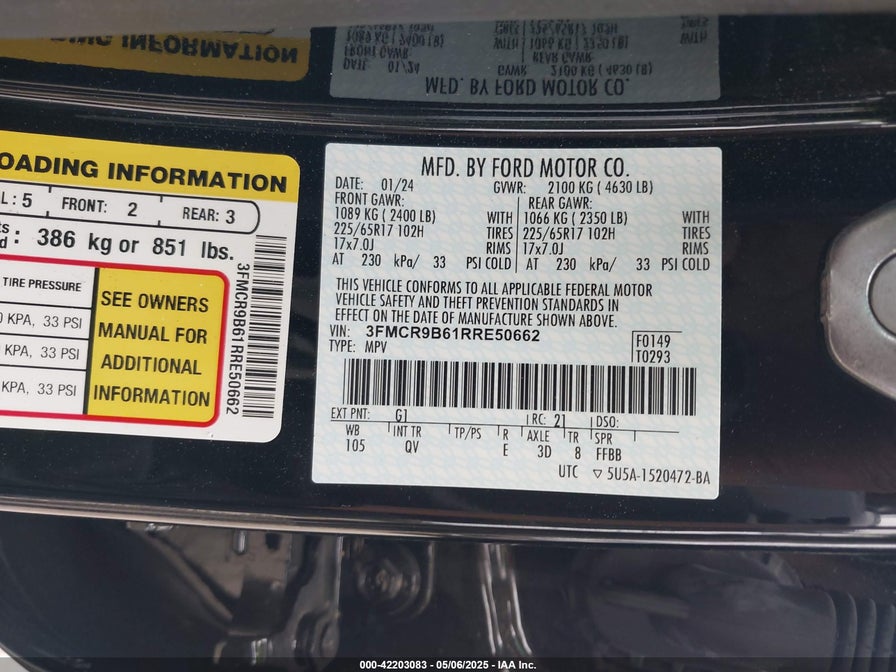 OADING INFORMATION
L: 5 FRONT: 2 REAR: 3
: 386 kg or 851 lbs.
TIRE PRESSURE
KPA, 33 PSI
KPA, 33 PSI
KPA, 33 PSI
SEE OWNERS
MANUAL FOR
ADDITIONAL
INFORMATION
3FMCR9B61RRE50662
MFD. BY FORD MOTOR CO.
DATE: 01/24 GVWR: 2100 KG ( 4630 LB)
FRONT GAWR: REAR GAWR:
1089 KG ( 2400 LB) WITH 1066 KG ( 2350 LB) WITH
225/65R17 102H TIRES 225/65R17 102H TIRES
17x7.0J RIMS 17x7.0J RIMS
AT 230 kPa/ 33 PSI COLD AT 230 kPa/ 33 PSI COLD
THIS VEHICLE CONFORMS TO ALL APPLICABLE FEDERAL MOTOR
VEHICLE SAFETY AND THEFT PREVENTION STANDARDS IN
EFFECT ON THE DATE OF MANUFACTURE SHOWN ABOVE.
VIN: 3FMCR9B61RRE50662
TYPE: MPV
F0149
T0293
EXT PNT: G1 RC: 21 DSO:
WB INT TR TP/PS R AXLE TR SPR
105 QV E 3D 8 FFBB
UTC ▽ 5U5A-1520472-BA
000-42203083 - 05/06/2025 - IAA Inc.